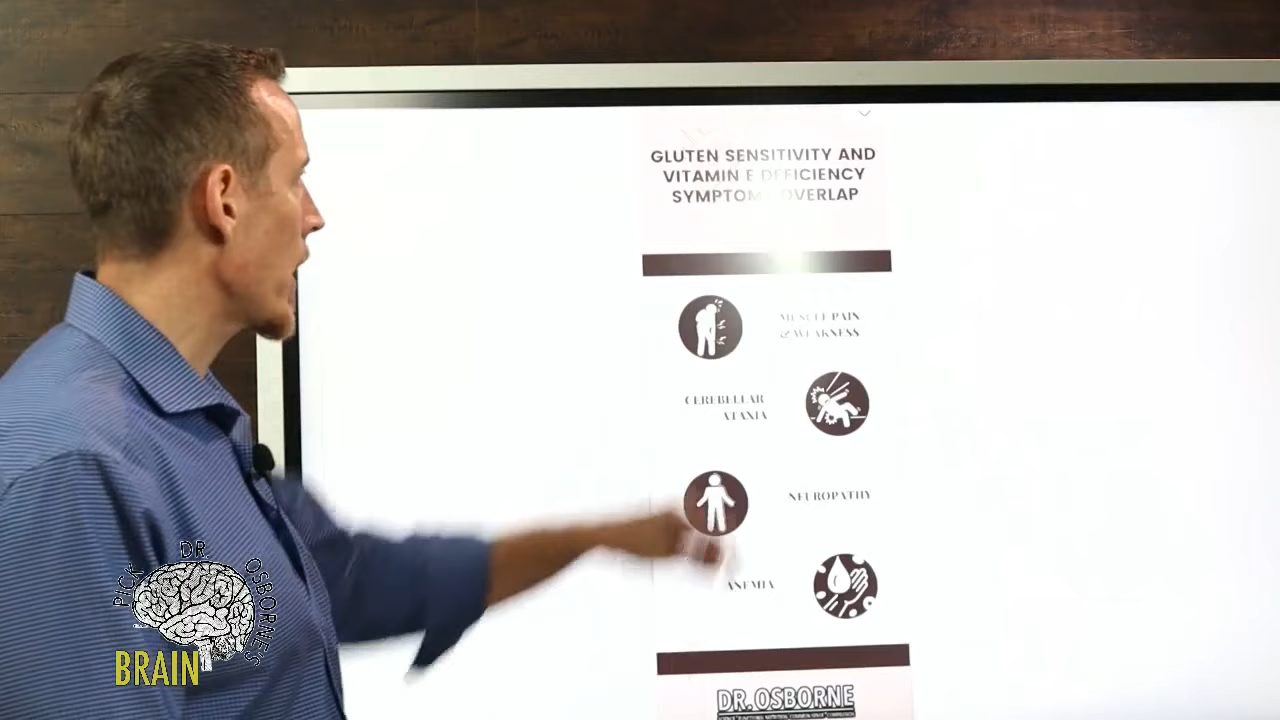 GLUTEN SENSITIVITY AND
VITAMIN E DEFICIENCY
SYMPTOM OVERLAP
MUSCLE PAIN
& WEAKNESS
CEREBELLAR
ATAXIA
NEUROPATHY
ANEMIA
DR. OSBORNE
PICK DR. OSBORNE'S
BRAIN